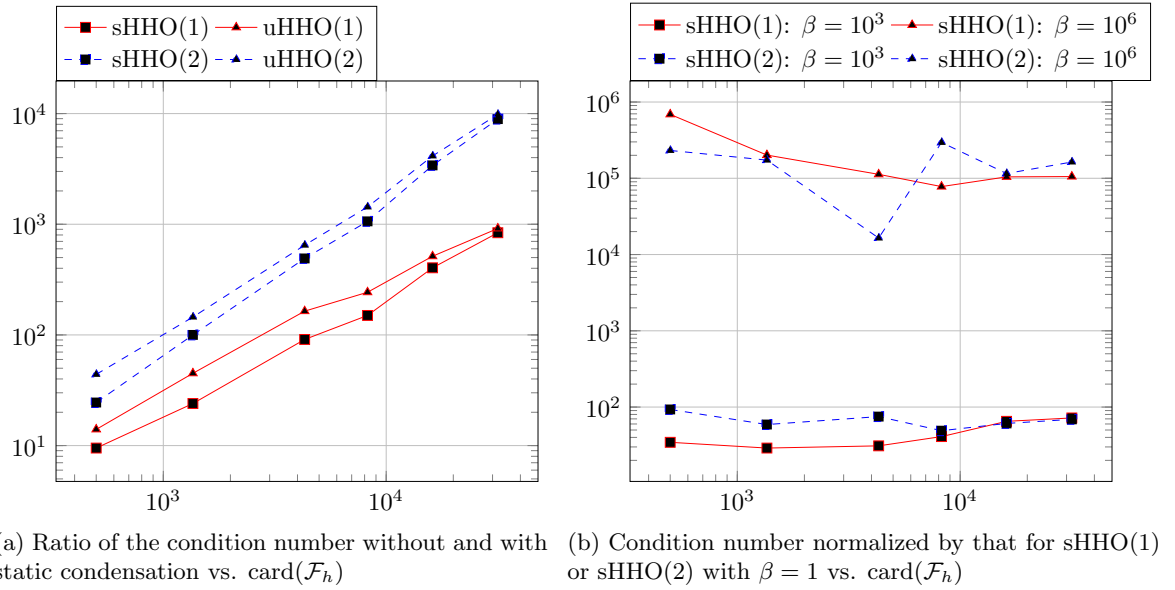 sHHO(1) uHHO(1)
sHHO(2) uHHO(2)
10^4
10^3
10^2
10^1
10^3 10^4
(a) Ratio of the condition number without and with
static condensation vs. card(\mathcal{F}_h)
sHHO(1): β = 10^3 sHHO(1): β = 10^6
sHHO(2): β = 10^3 sHHO(2): β = 10^6
10^6
10^5
10^4
10^3
10^2
10^3 10^4
(b) Condition number normalized by that for sHHO(1)
or sHHO(2) with β = 1 vs. card(\mathcal{F}_h)